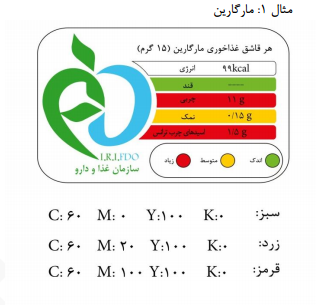 مثال ۱: مارگارین
هر قاشق غذاخوری مارگارین (۱۵ گرم)
انرژی ۹۹kcal
قند -----
چربی ۱۱ g
نمک ۰/۱۵ g
اسیدهای چرب ترانس ۱/۵ g
I.R.I.FDO
سازمان غذا و دارو
اندک متوسط زیاد
سبز: C:۶۰ M:۰ Y:۱۰۰ K:۰
زرد: C:۶۰ M:۲۰ Y:۱۰۰ K:۰
قرمز: C:۶۰ M:۱۰۰ Y:۱۰۰ K:۰